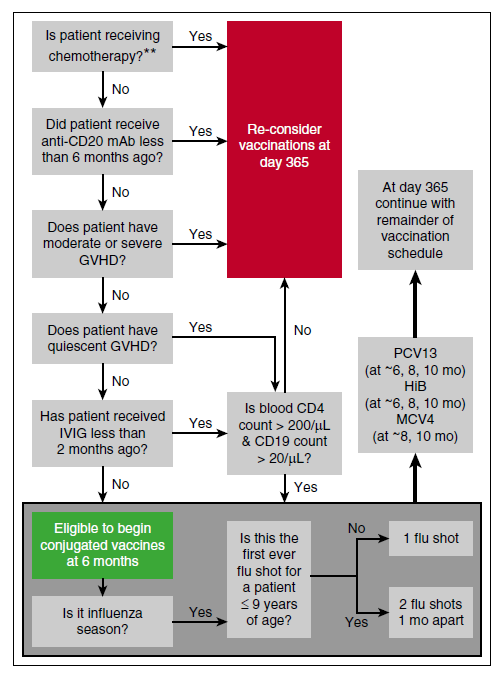 Is patient receiving
chemotherapy?**
Yes
No
Did patient receive
anti-CD20 mAb less
than 6 months ago?
Yes
No
Re-consider
vaccinations at
day 365
Does patient have
moderate or severe
GVHD?
Yes
No
Does patient have
quiescent GVHD?
Yes
No
Has patient received
IVIG less than
2 months ago?
Yes
No
Is blood CD4
count > 200/μL
& CD19 count
> 20/μL?
No
Yes
Eligible to begin
conjugated vaccines
at 6 months
Is it influenza
season?
Yes
Is this the
first ever
flu shot for
a patient
≤ 9 years
of age?
No
1 flu shot
Yes
2 flu shots
1 mo apart
PCV13
(at ~6, 8, 10 mo)
HiB
(at ~6, 8, 10 mo)
MCV4
(at ~8, 10 mo)
At day 365
continue with
remainder of
vaccination
schedule